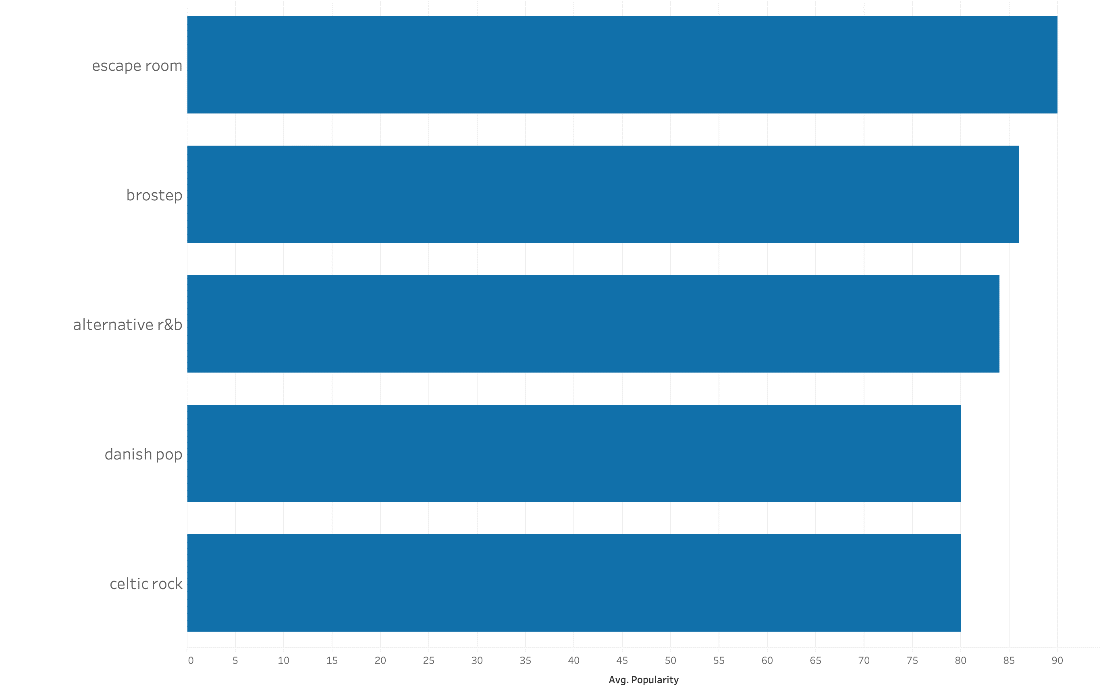 escape room
brostep
alternative r&b
danish pop
celtic rock
0 5 10 15 20 25 30 35 40 45 50 55 60 65 70 75 80 85 90
Avg. Popularity